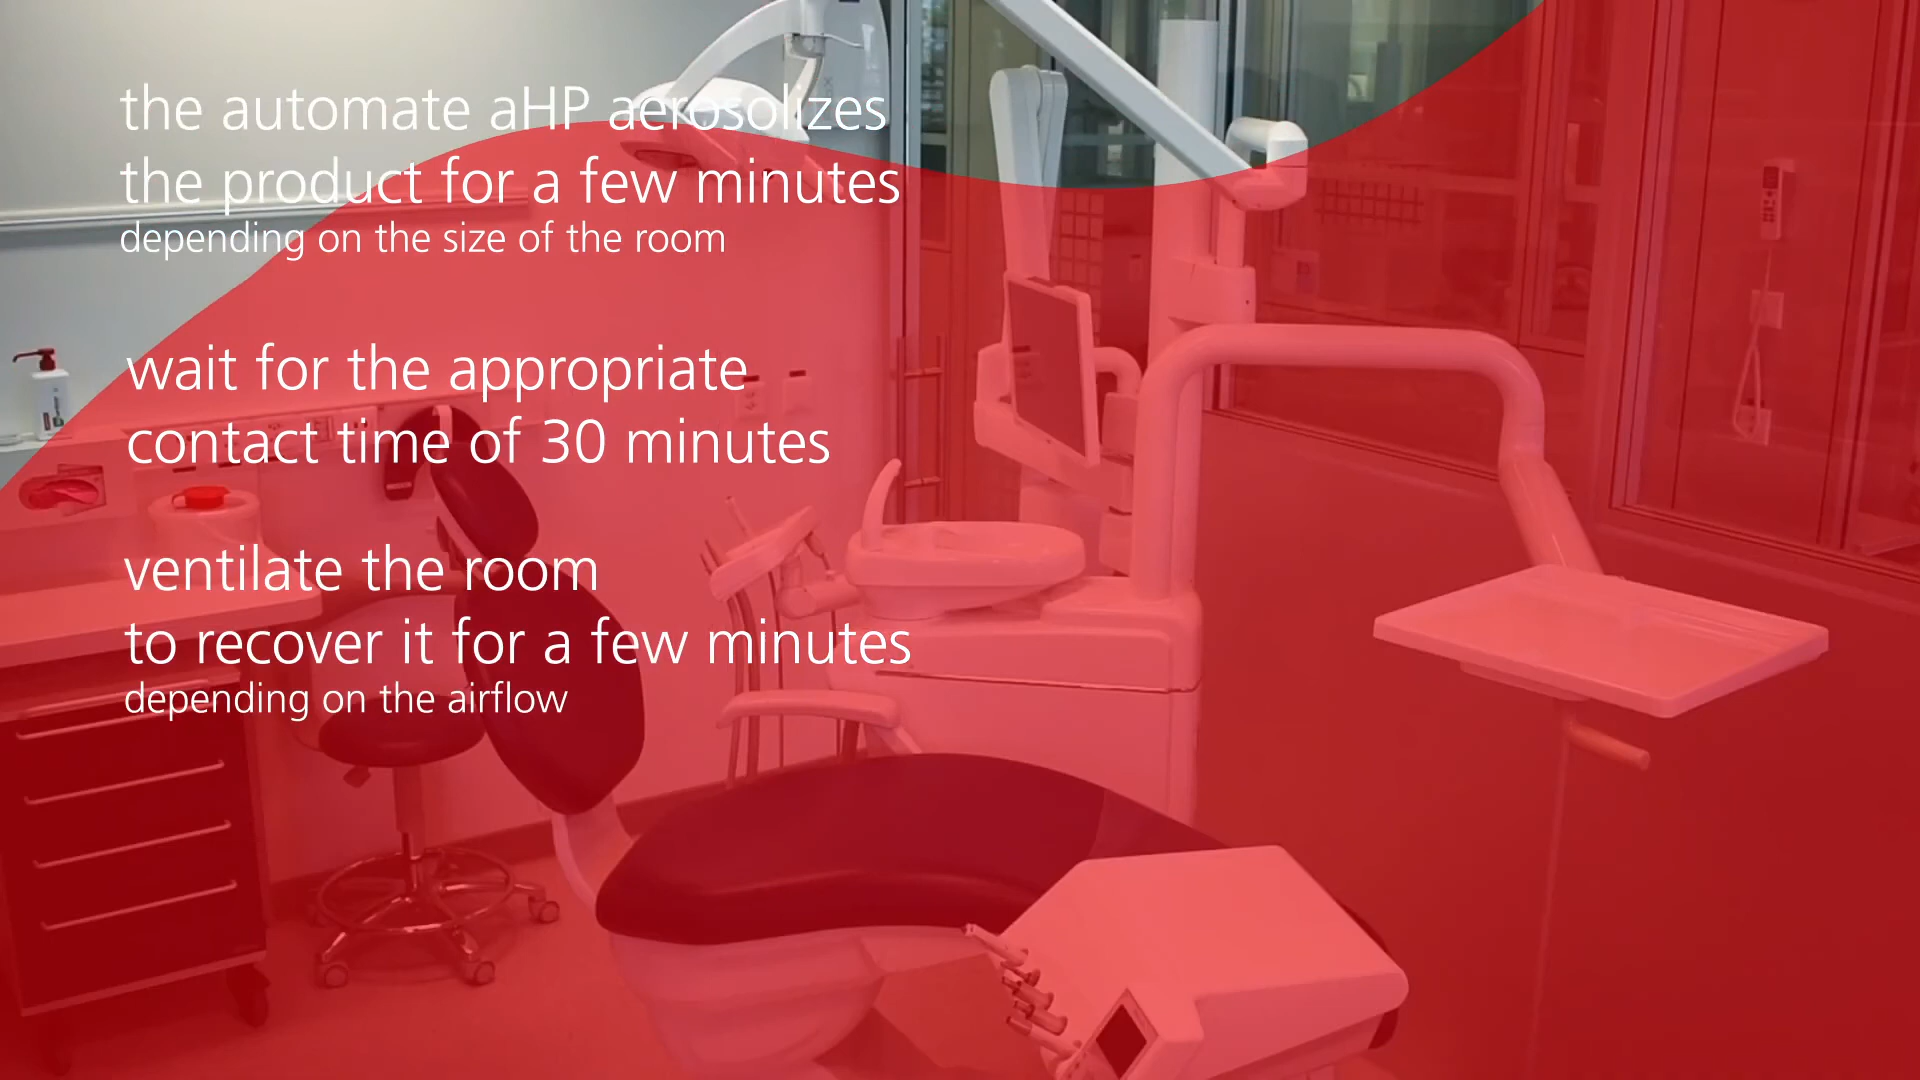 the automate aHP aerosolizes
the product for a few minutes
depending on the size of the room
wait for the appropriate
contact time of 30 minutes
ventilate the room
to recover it for a few minutes
depending on the airflow